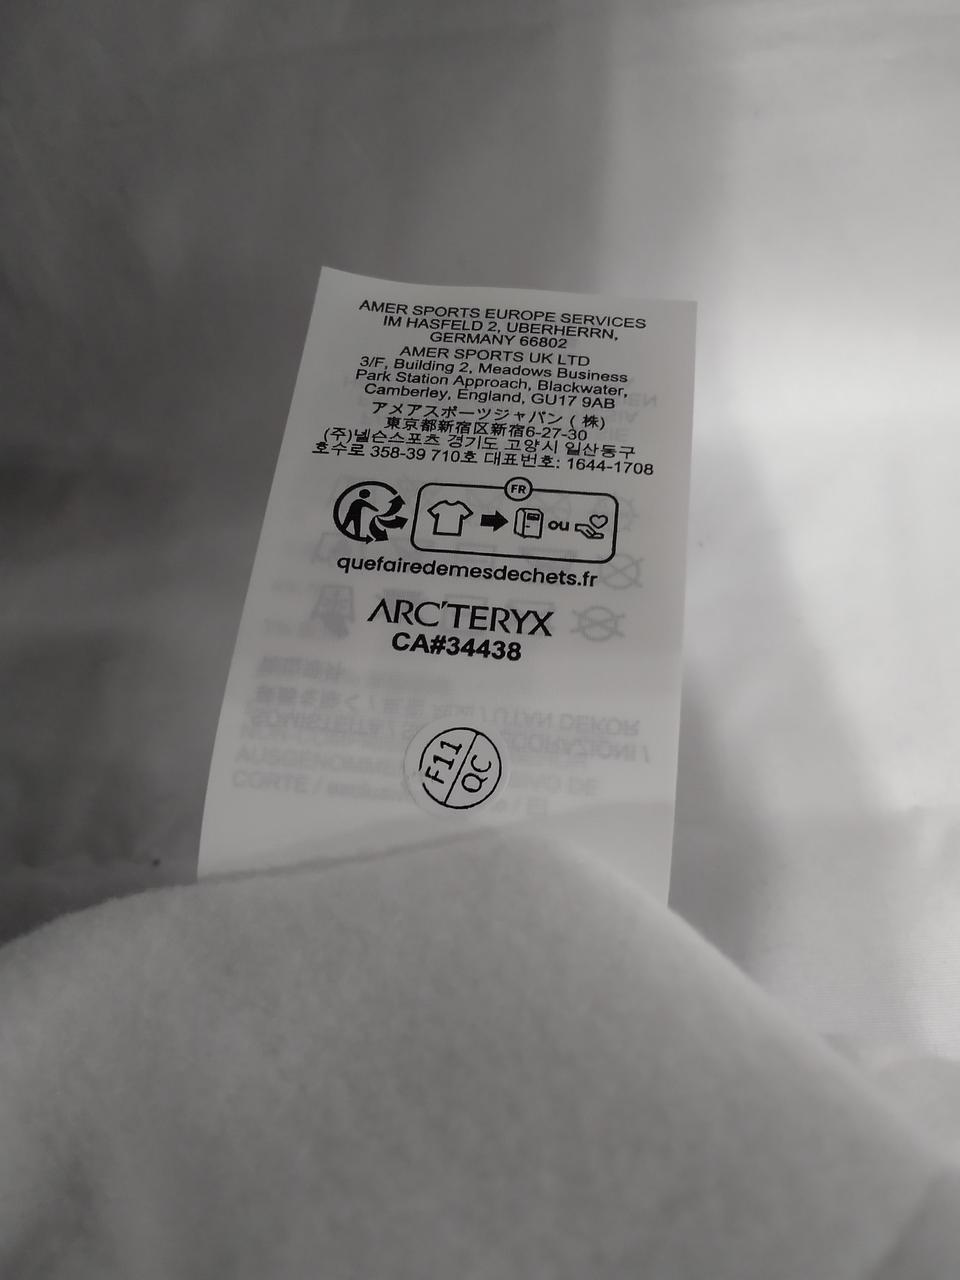 AMER SPORTS EUROPE SERVICES
IM HASFELD 2, UBERHERRN,
GERMANY 66802
AMER SPORTS UK LTD
3/F, Building 2, Meadows Business
Park Station Approach, Blackwater,
Camberley, England, GU17 9AB
アメアスポーツジャパン ( 株)
東京都新宿区新宿6-27-30
(주)넬슨스포츠 경기도 고양시 일산동구
호수로 358-39 710호 대표번호: 1644-1708
FR
ou
quefairedemesdechets.fr
ARC'TERYX
CA#34438
F11
QC